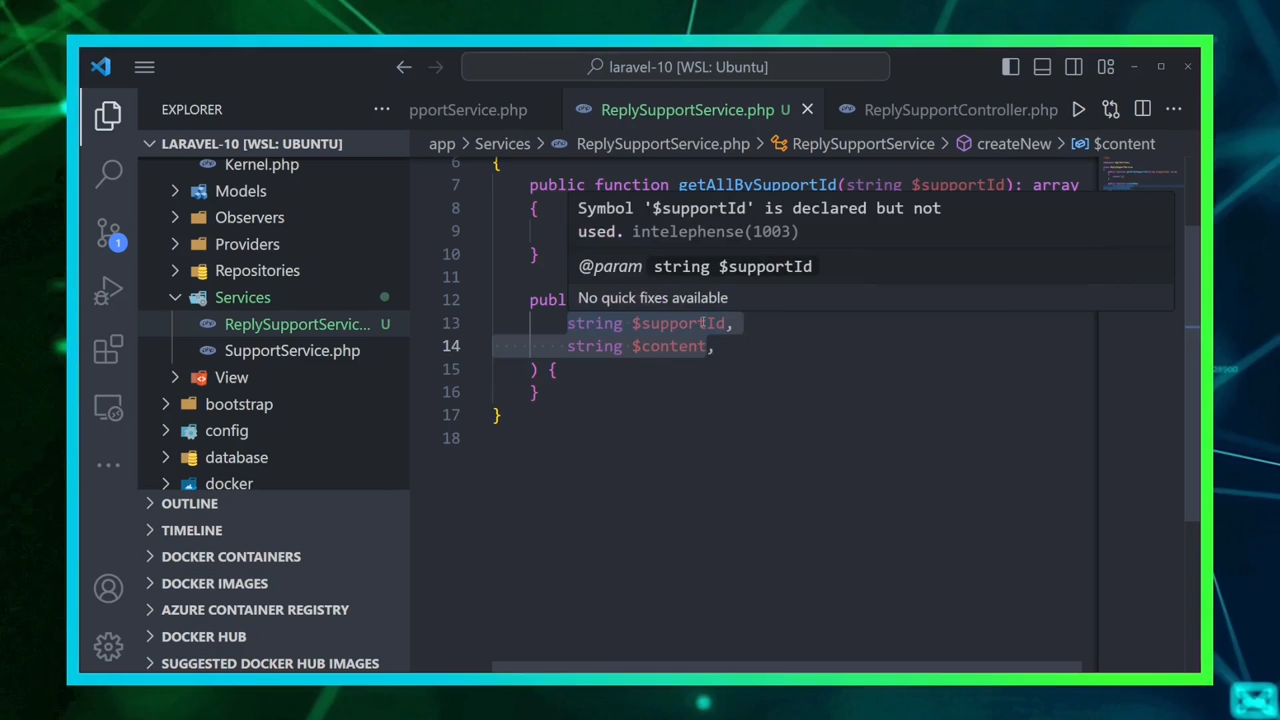 laravel-10 [WSL: Ubuntu]
EXPLORER
pportService.php
ReplySupportService.php U
ReplySupportController.php
LARAVEL-10 [WSL: UBUNTU]
app > Services > ReplySupportService.php > ReplySupportService > createNew > $content
Kernel.php
Models
Observers
Providers
Repositories
Services
ReplySupportServic... U
SupportService.php
View
bootstrap
config
database
docker
OUTLINE
TIMELINE
DOCKER CONTAINERS
DOCKER IMAGES
AZURE CONTAINER REGISTRY
DOCKER HUB
SUGGESTED DOCKER HUB IMAGES
1
6 {
7 public function getAllBySupportId(string $supportId): array
8 {
9
10 }
11
12 publ
13 string $supportId,
14 string $content,
15 ) {
16 }
17 }
18
Symbol '$supportId' is declared but not
used. intelephense(1003)
@param string $supportId
No quick fixes available